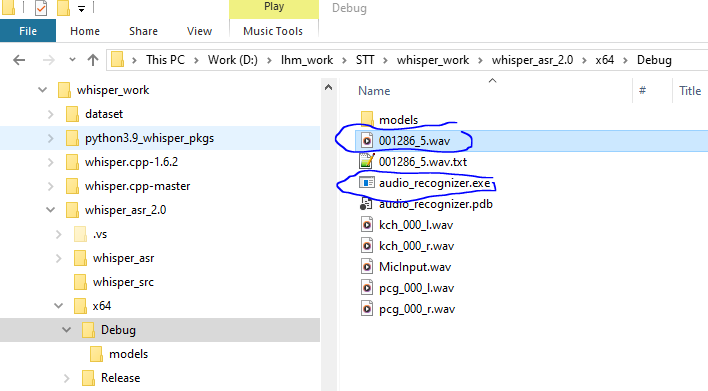 Play
Debug
File
Home
Share
View
Music Tools
This PC > Work (D:) > lhm_work > STT > whisper_work > whisper_asr_2.0 > x64 > Debug
whisper_work
dataset
python3.9_whisper_pkgs
whisper.cpp-1.6.2
whisper.cpp-master
whisper_asr_2.0
.vs
whisper_asr
whisper_src
x64
Debug
models
Release
Name
#
Title
models
001286_5.wav
001286_5.wav.txt
audio_recognizer.exe
audio_recognizer.pdb
kch_000_l.wav
kch_000_r.wav
MicInput.wav
pcg_000_l.wav
pcg_000_r.wav